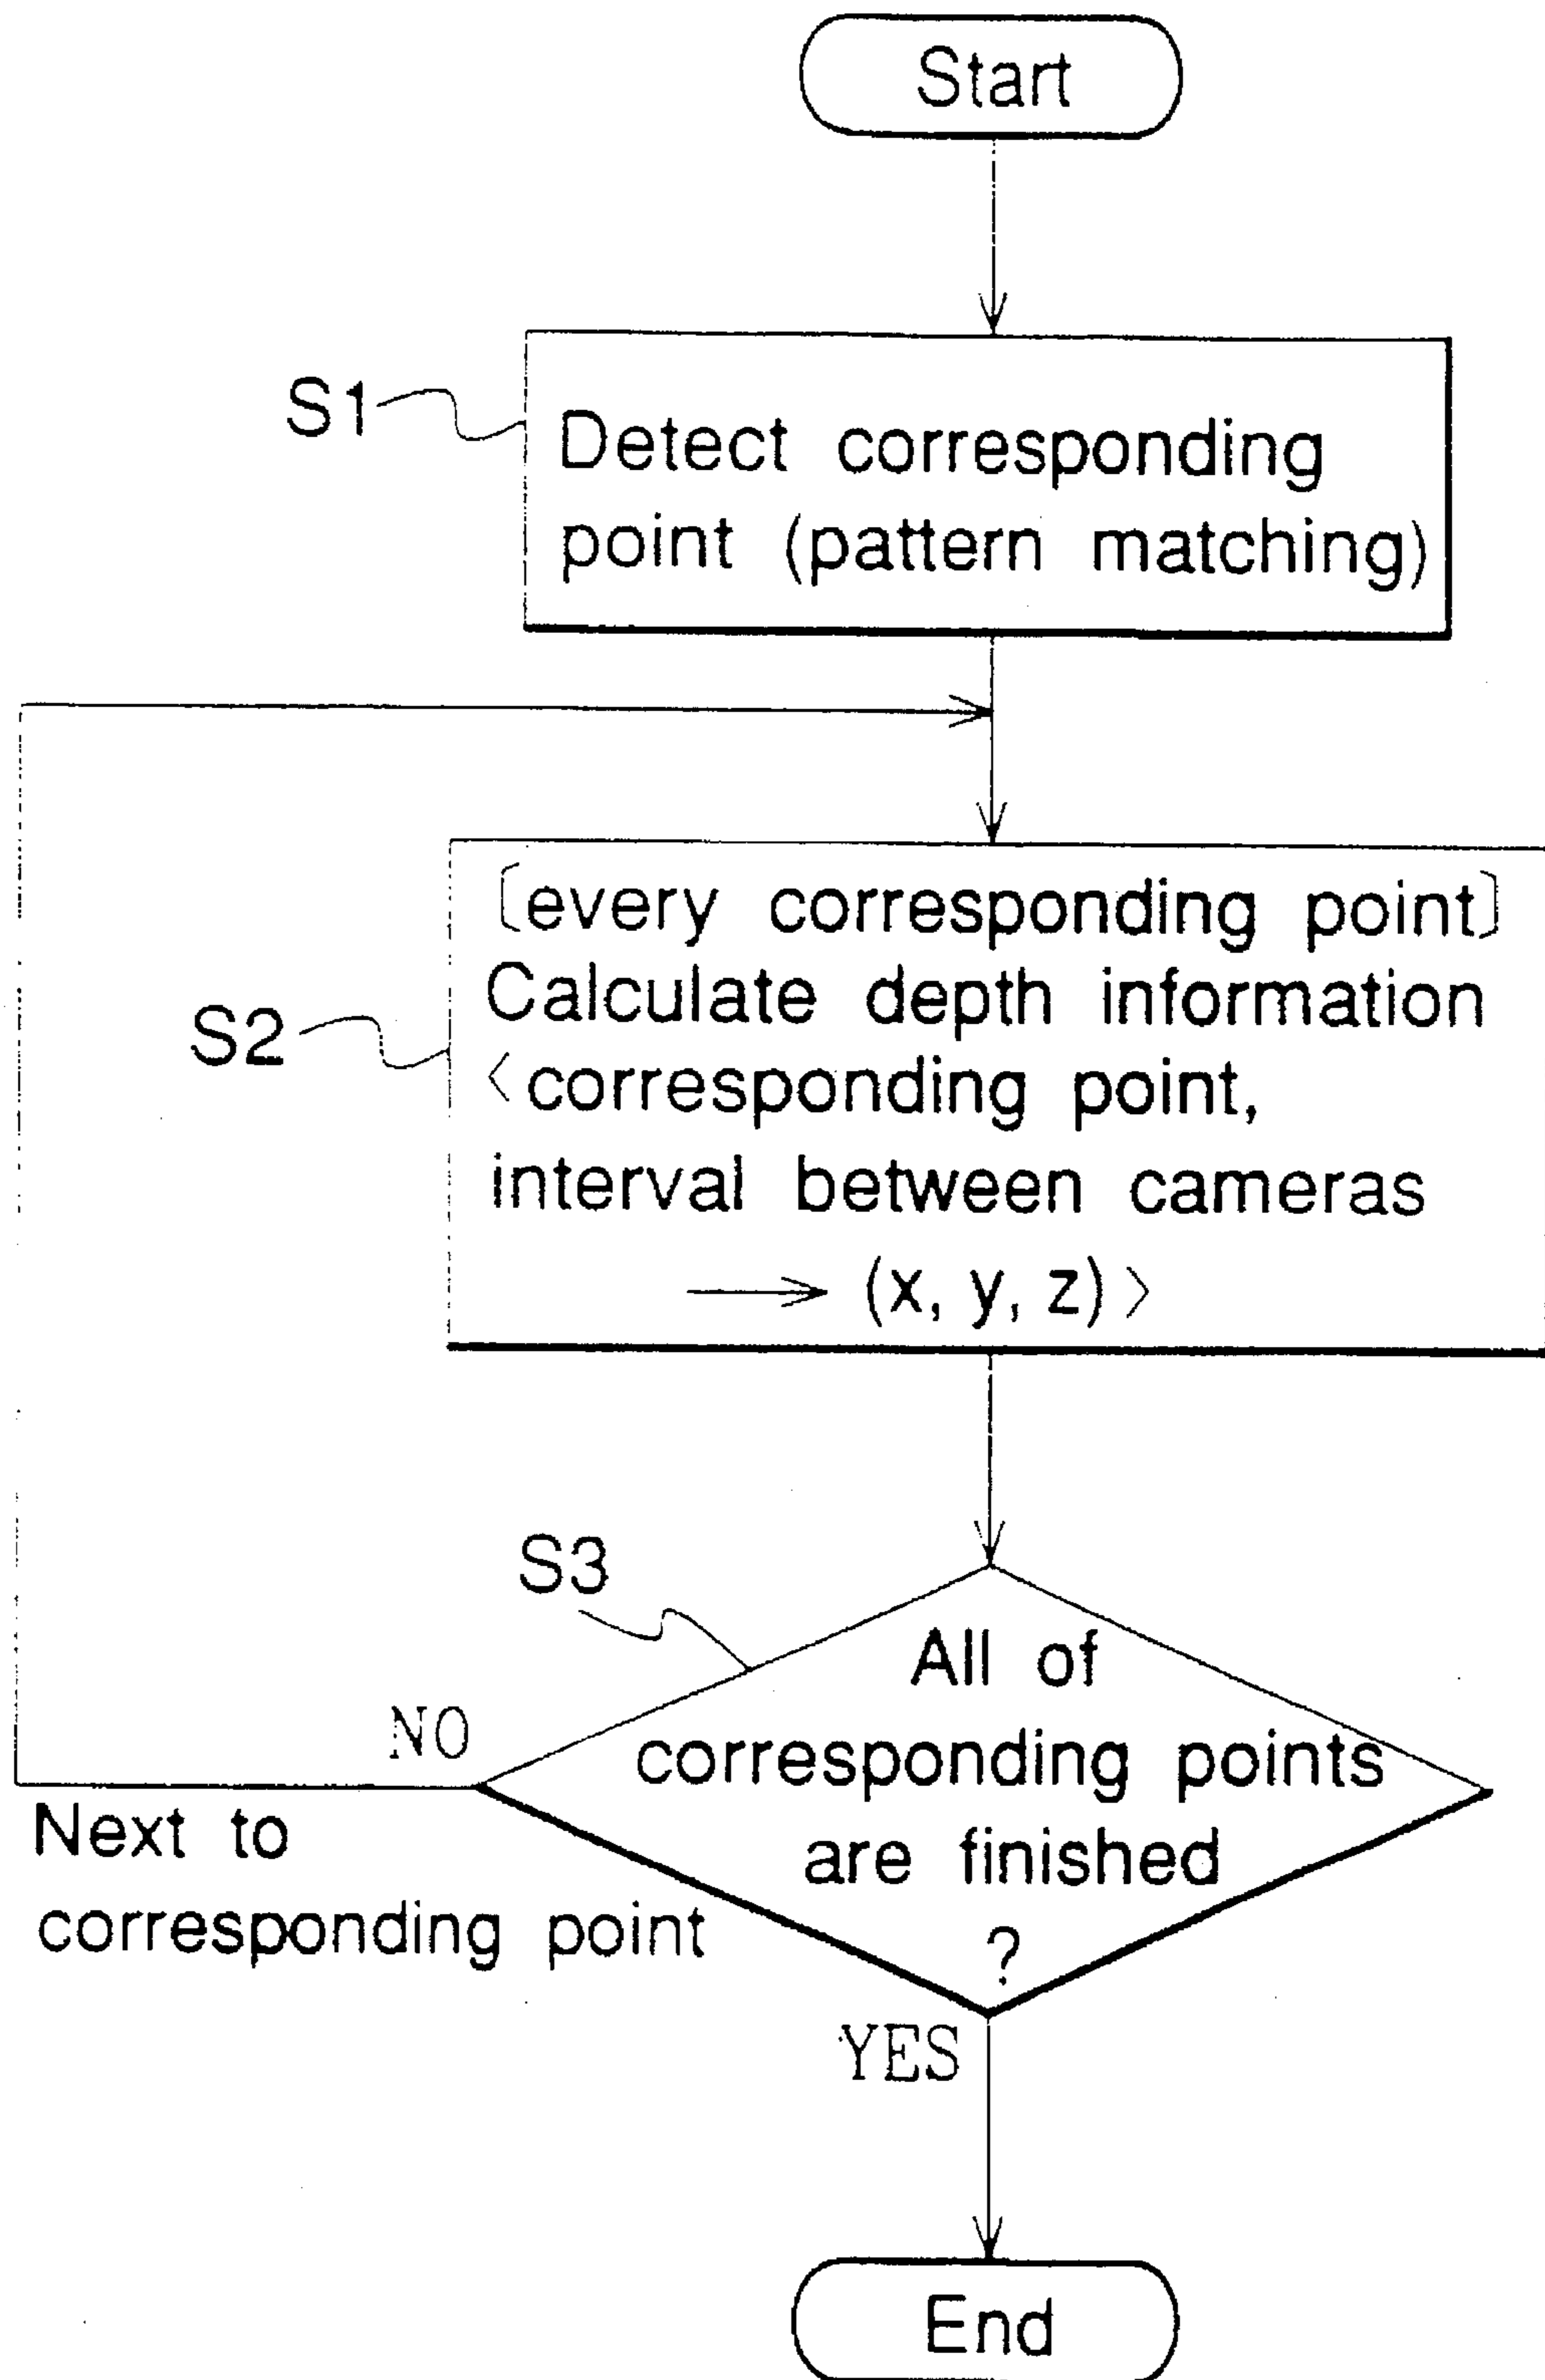 Start
S1
Detect corresponding
point (pattern matching)
S2
〔every corresponding point〕
Calculate depth information
〈corresponding point,
interval between cameras
→ (x, y, z)〉
S3
All of
corresponding points
are finished
?
NO
Next to
corresponding point
YES
End